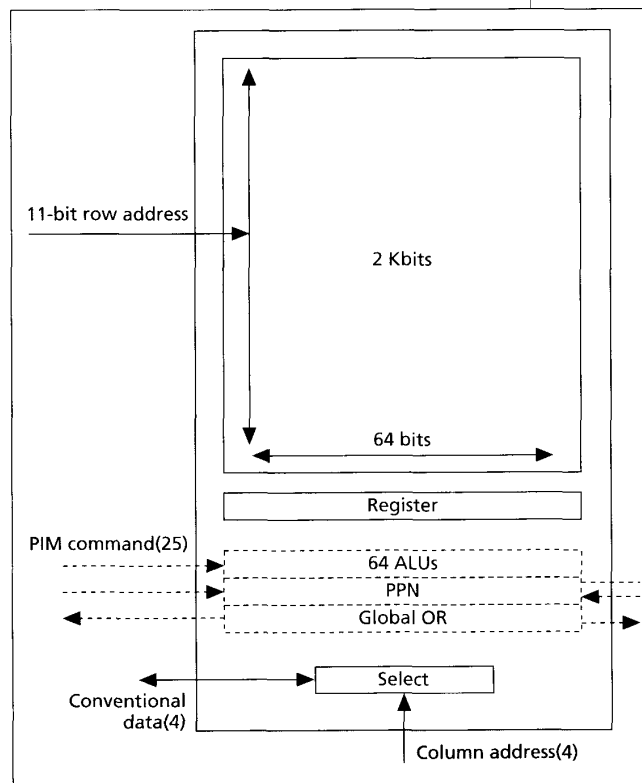 11-bit row address
2 Kbits
64 bits
Register
PIM command(25)
64 ALUs
PPN
Global OR
Select
Conventional
data(4)
Column address(4)